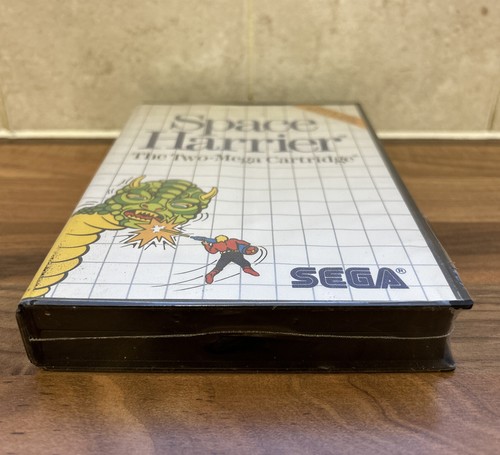 Space
Harrier
The Two-Mega Cartridge
SEGA®